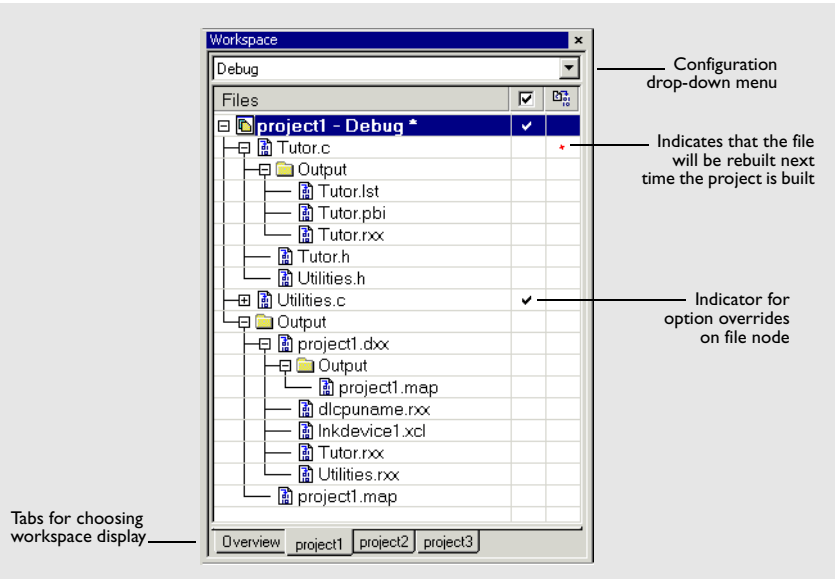 Workspace
Debug
Configuration
drop-down menu
Files
project1 - Debug *
Tutor.c
Indicates that the file
will be rebuilt next
time the project is built
Output
Tutor.lst
Tutor.pbi
Tutor.rxx
Tutor.h
Utilities.h
Utilities.c
Indicator for
option overrides
on file node
Output
project1.dxx
Output
project1.map
dlcpuname.rxx
lnkdevice1.xcl
Tutor.rxx
Utilities.rxx
project1.map
Tabs for choosing
workspace display
Overview project1 project2 project3